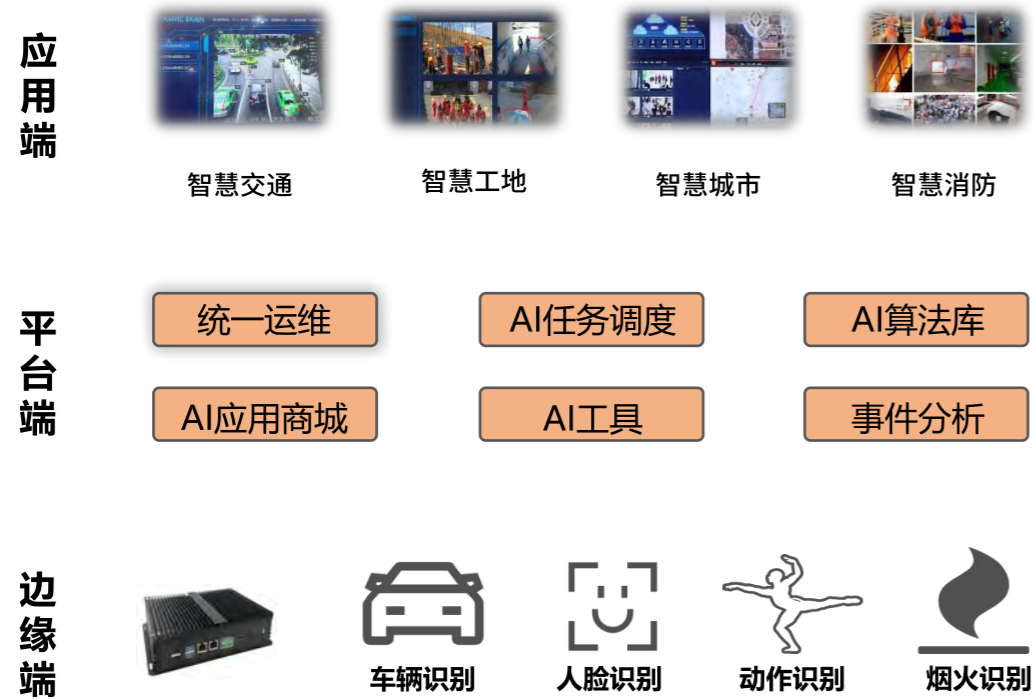 应用端
TRAFFIC BRAIN
智慧交通
智慧工地
智慧城市
智慧消防
平台端
统一运维
AI任务调度
AI算法库
AI应用商城
AI工具
事件分析
边缘端
车辆识别
人脸识别
动作识别
烟火识别